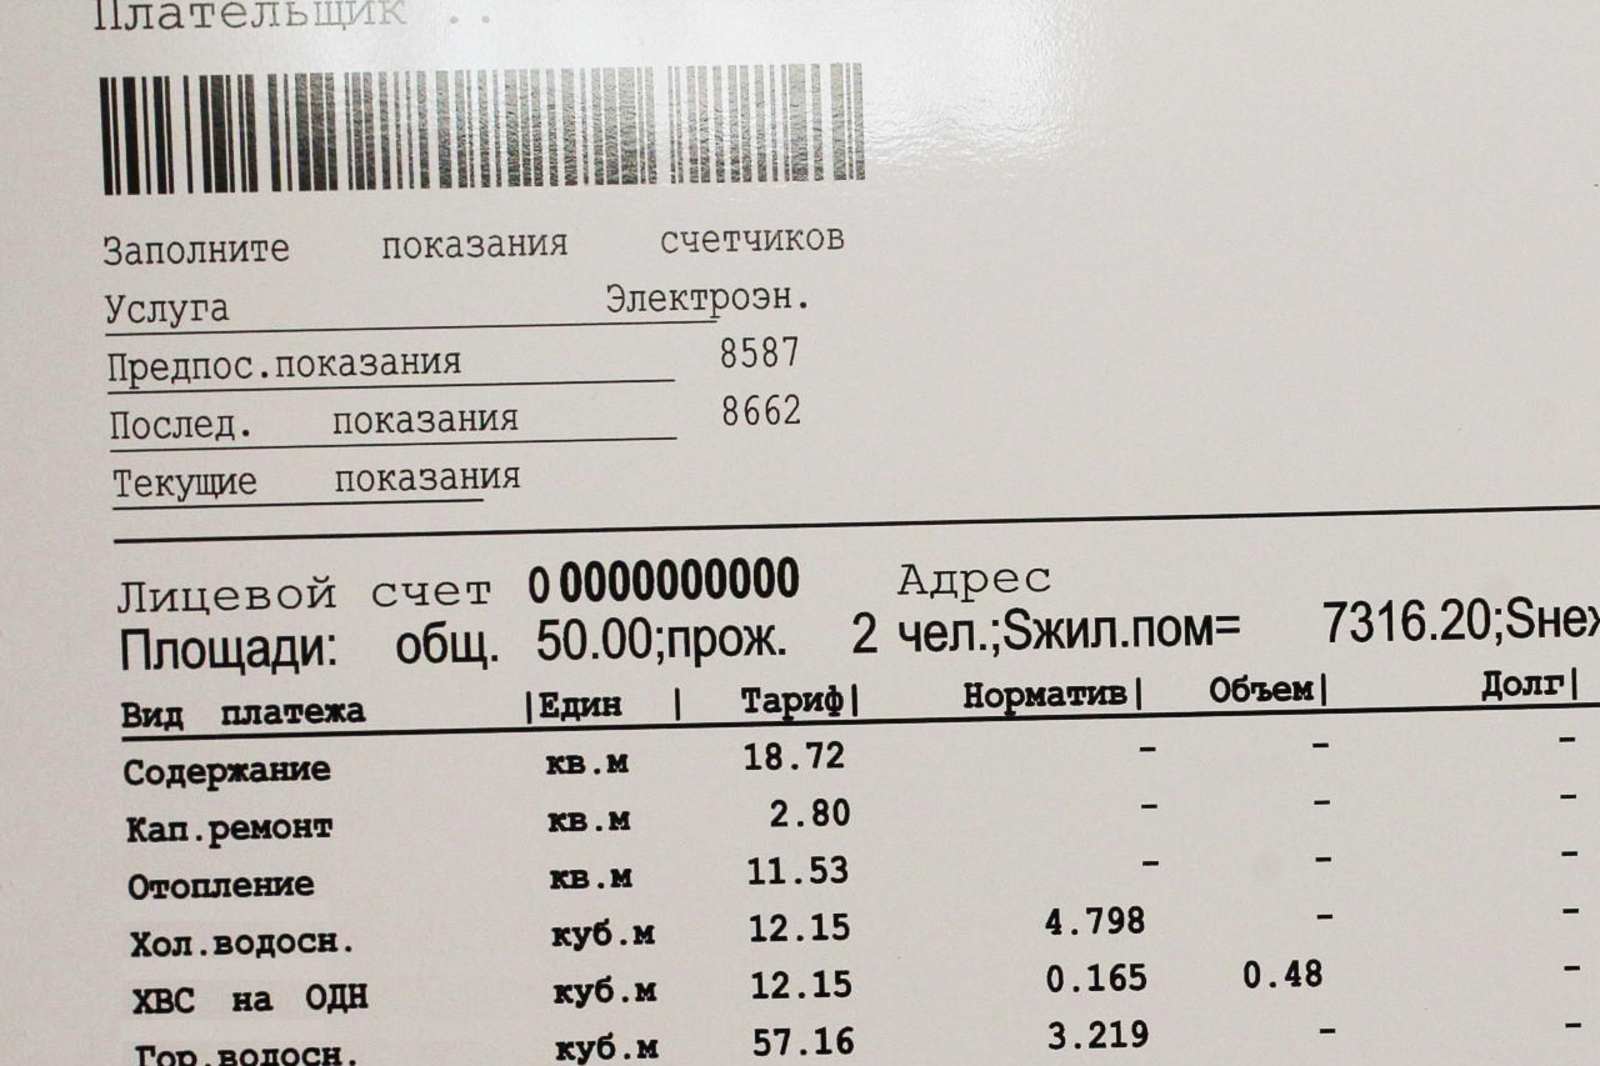 Плательщик ..
Заполните показания счетчиков
Услуга Электроэн.
Предпос.показания 8587
Послед. показания 8662
Текущие показания
Лицевой счет 0 0000000000 Адрес
Площади: общ. 50.00;прож. 2 чел.;Sжил.пом= 7316.20;Sнеж
Вид платежа |Един | Тариф| Норматив| Объем| Долг|
Содержание кв.м 18.72 - - -
Кап.ремонт кв.м 2.80 - - -
Отопление кв.м 11.53 - - -
Хол.водосн. куб.м 12.15 4.798 - -
ХВС на ОДН куб.м 12.15 0.165 0.48 -
Гор.водосн. куб.м 57.16 3.219 - -